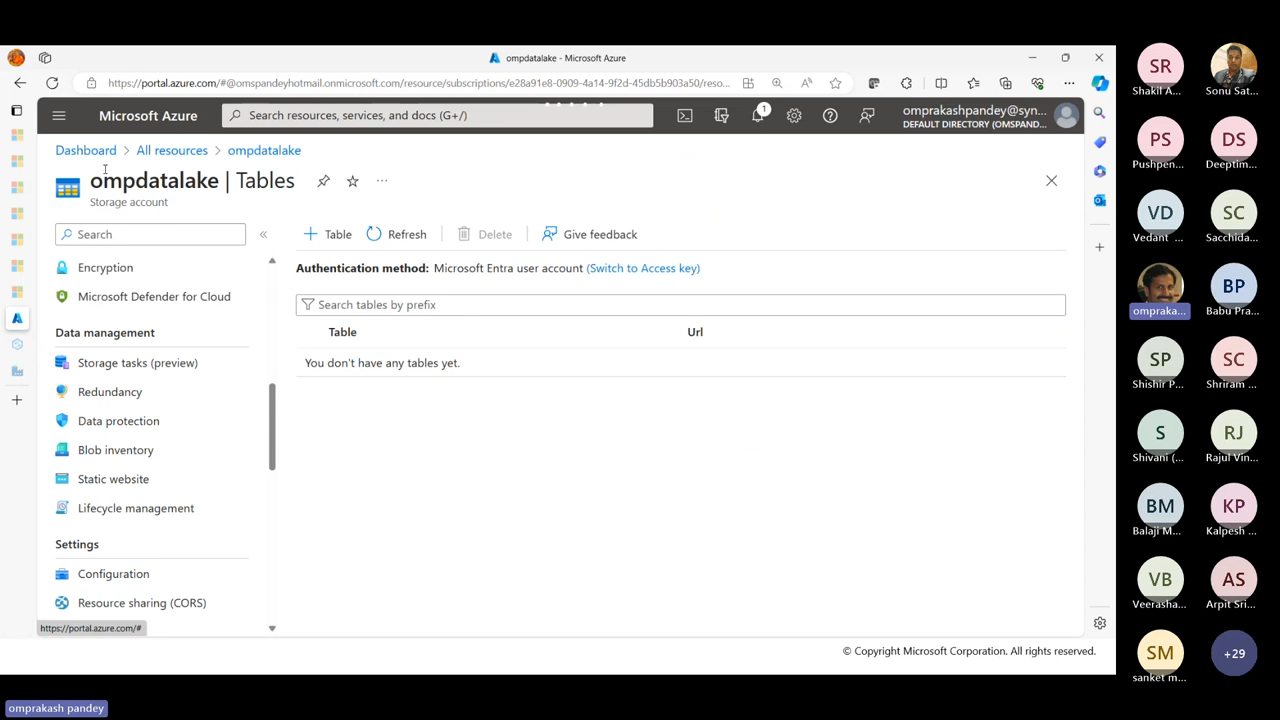 ompdatalake - Microsoft Azure
https://portal.azure.com/#@omspandeyhotmail.onmicrosoft.com/resource/subscriptions/e28a91e8-0909-4a14-9f2d-45db5b903a50/reso...
Microsoft Azure
Search resources, services, and docs (G+/)
1
omprakashpandey@syn...
DEFAULT DIRECTORY (OMSPAND...
Dashboard > All resources > ompdatalake
ompdatalake | Tables
Storage account
Search
Encryption
Microsoft Defender for Cloud
Data management
Storage tasks (preview)
Redundancy
Data protection
Blob inventory
Static website
Lifecycle management
Settings
Configuration
Resource sharing (CORS)
https://portal.azure.com/#
Table
Refresh
Delete
Give feedback
Authentication method: Microsoft Entra user account (Switch to Access key)
Search tables by prefix
Table Url
You don't have any tables yet.
© Copyright Microsoft Corporation. All rights reserved.
omprakash pandey
SR
Shakil A...
Sonu Sat...
PS
Pushpen...
DS
Deeptim...
VD
Vedant ...
SC
Sacchida...
ompraka...
BP
Babu Pra...
SP
Shishir P...
SC
Shriram ...
S
Shivani (...
RJ
Rajul Vin...
BM
Balaji M...
KP
Kalpesh ...
VB
Veerasha...
AS
Arpit Sri...
SM
sanket m...
+29